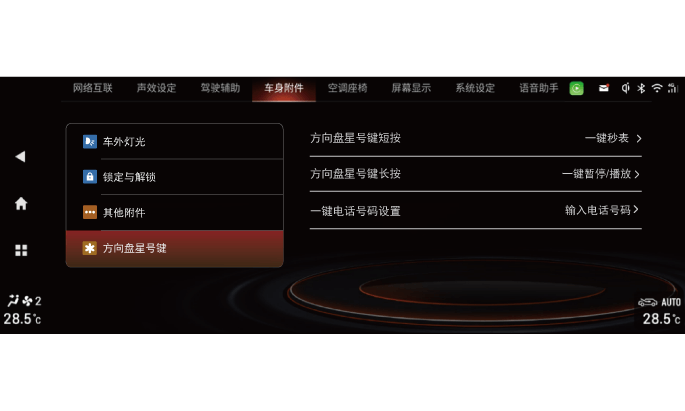 网络互联 声效设定 驾驶辅助 车身附件 空调座椅 屏幕显示 系统设定 语音助手
车外灯光
锁定与解锁
其他附件
方向盘星号键
方向盘星号键短按 一键秒表
方向盘星号键长按 一键暂停/播放
一键电话号码设置 输入电话号码
2
28.5℃
AUTO
28.5℃